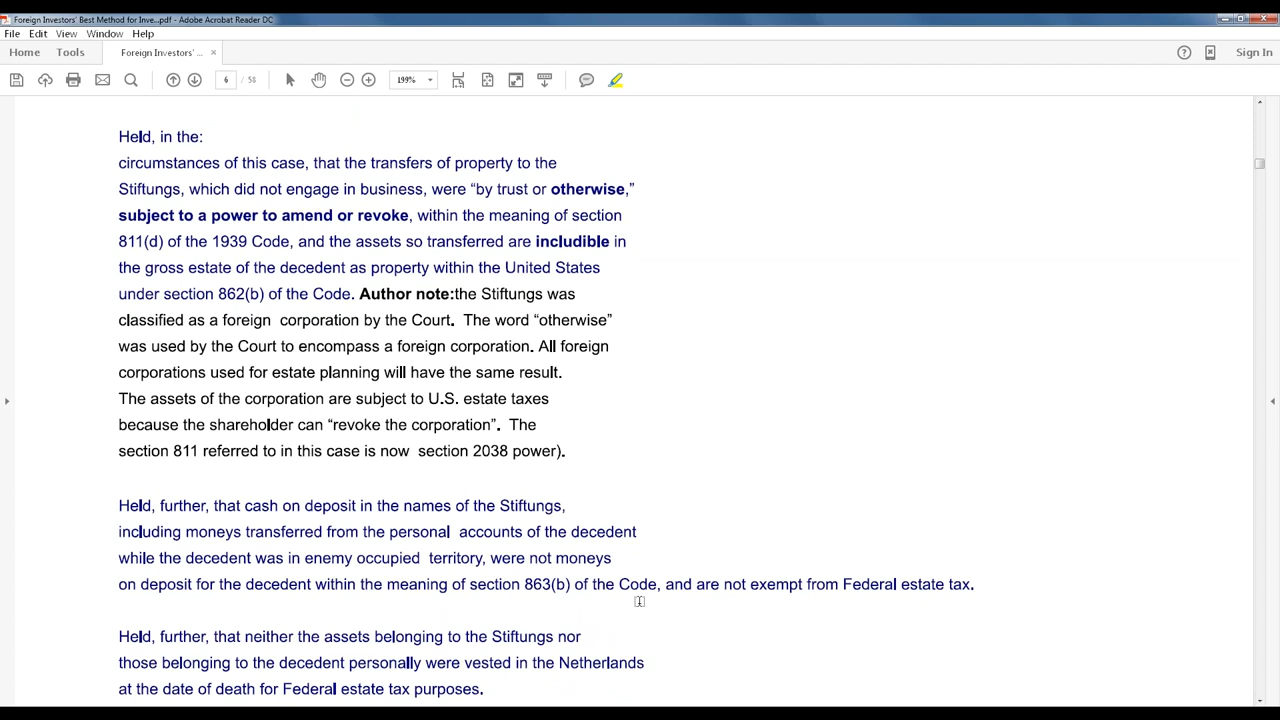 Foreign Investors' Best Method for Inve...pdf - Adobe Acrobat Reader DC
File Edit View Window Help
Home Tools Foreign Investors' ... × Sign In
6 / 58 199%
Held, in the:
circumstances of this case, that the transfers of property to the
Stiftungs, which did not engage in business, were “by trust or otherwise,”
subject to a power to amend or revoke, within the meaning of section
811(d) of the 1939 Code, and the assets so transferred are includible in
the gross estate of the decedent as property within the United States
under section 862(b) of the Code. Author note:the Stiftungs was
classified as a foreign  corporation by the Court.  The word “otherwise”
was used by the Court to encompass a foreign corporation. All foreign
corporations used for estate planning will have the same result.
The assets of the corporation are subject to U.S. estate taxes
because the shareholder can “revoke the corporation”.  The
section 811 referred to in this case is now  section 2038 power).
Held, further, that cash on deposit in the names of the Stiftungs,
including moneys transferred from the personal  accounts of the decedent
while the decedent was in enemy occupied  territory, were not moneys
on deposit for the decedent within the meaning of section 863(b) of the Code, and are not exempt from Federal estate tax.
Held, further, that neither the assets belonging to the Stiftungs nor
those belonging to the decedent personally were vested in the Netherlands
at the date of death for Federal estate tax purposes.